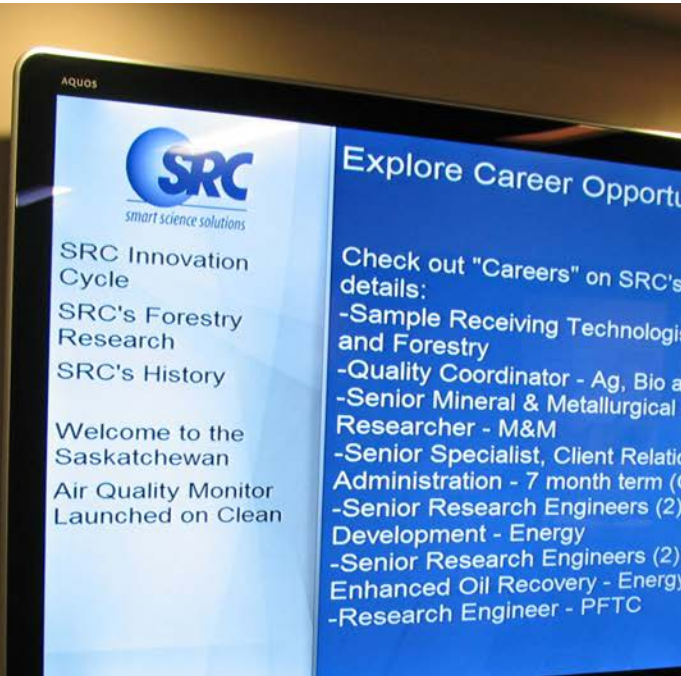 AQUOS
SRC
smart science solutions
SRC Innovation
Cycle
SRC's Forestry
Research
SRC's History
Welcome to the
Saskatchewan
Air Quality Monitor
Launched on Clean
Explore Career Opportu
Check out "Careers" on SRC's
details:
-Sample Receiving Technologis
and Forestry
-Quality Coordinator - Ag, Bio a
-Senior Mineral & Metallurgical
Researcher - M&M
-Senior Specialist, Client Relatio
Administration - 7 month term (
-Senior Research Engineers (2)
Development - Energy
-Senior Research Engineers (2)
Enhanced Oil Recovery - Energy
-Research Engineer - PFTC